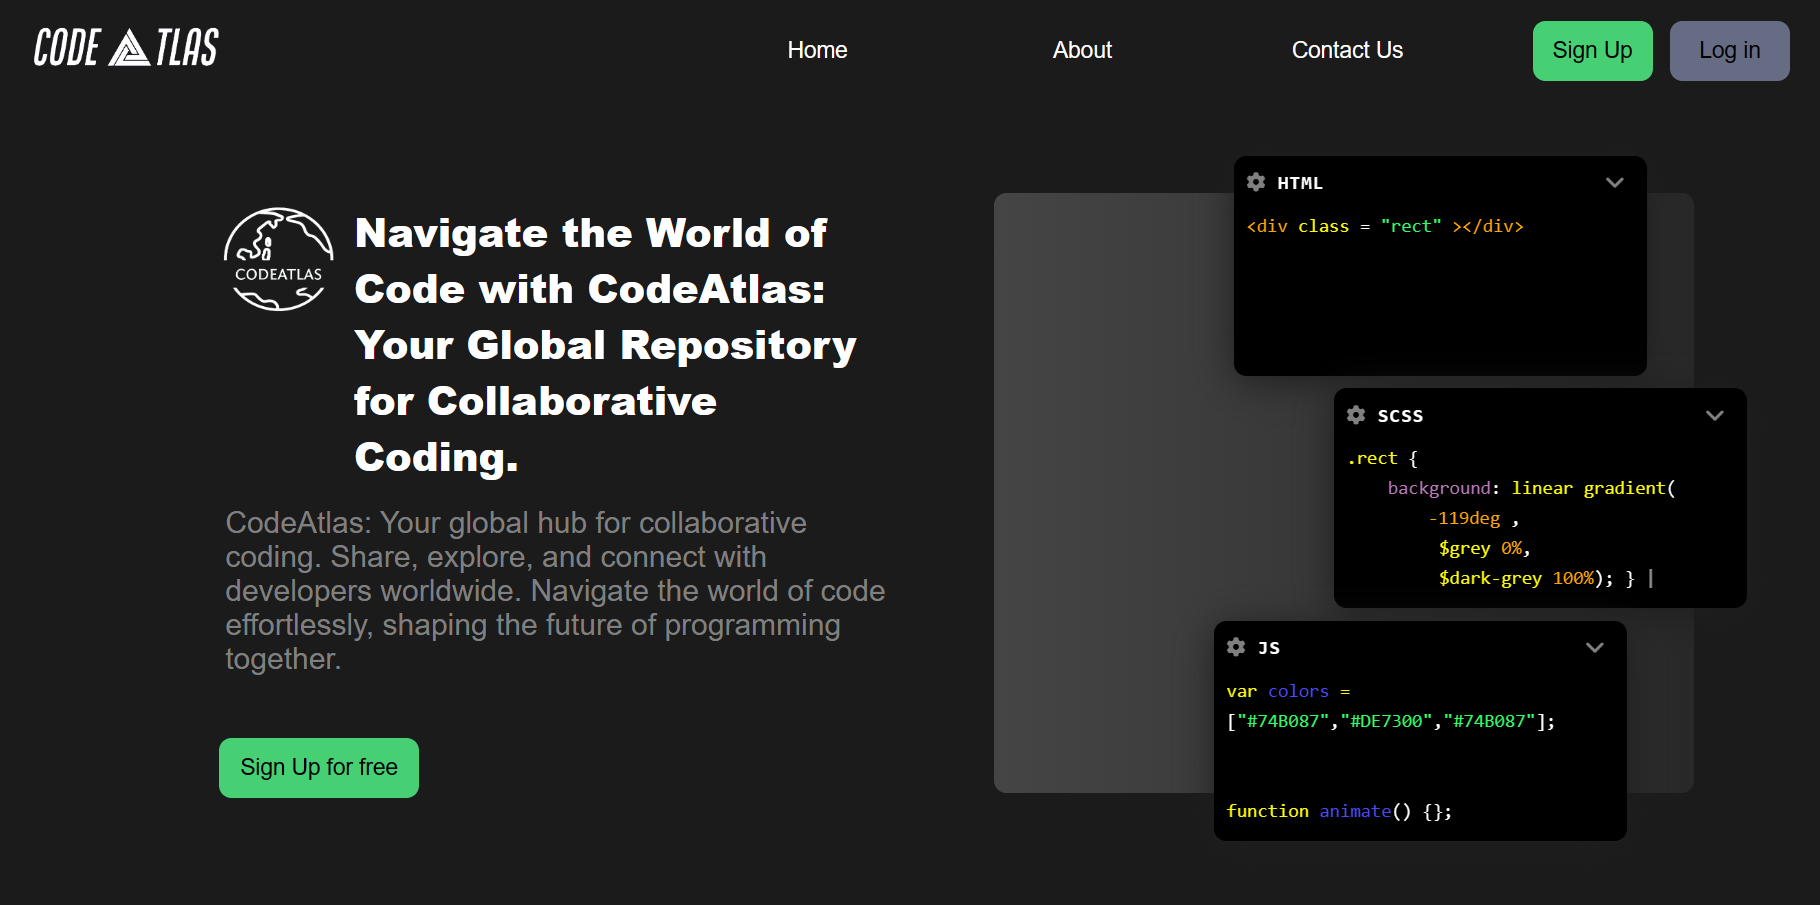 CODE ATLAS
Home
About
Contact Us
Sign Up
Log in
CODEATLAS
Navigate the World of
Code with CodeAtlas:
Your Global Repository
for Collaborative
Coding.
CodeAtlas: Your global hub for collaborative
coding. Share, explore, and connect with
developers worldwide. Navigate the world of code
effortlessly, shaping the future of programming
together.
Sign Up for free
HTML
<div class = "rect" ></div>
SCSS
.rect {
background: linear gradient(
-119deg ,
$grey 0%,
$dark-grey 100%); } |
JS
var colors =
["#74B087","#DE7300","#74B087"];
function animate() {};